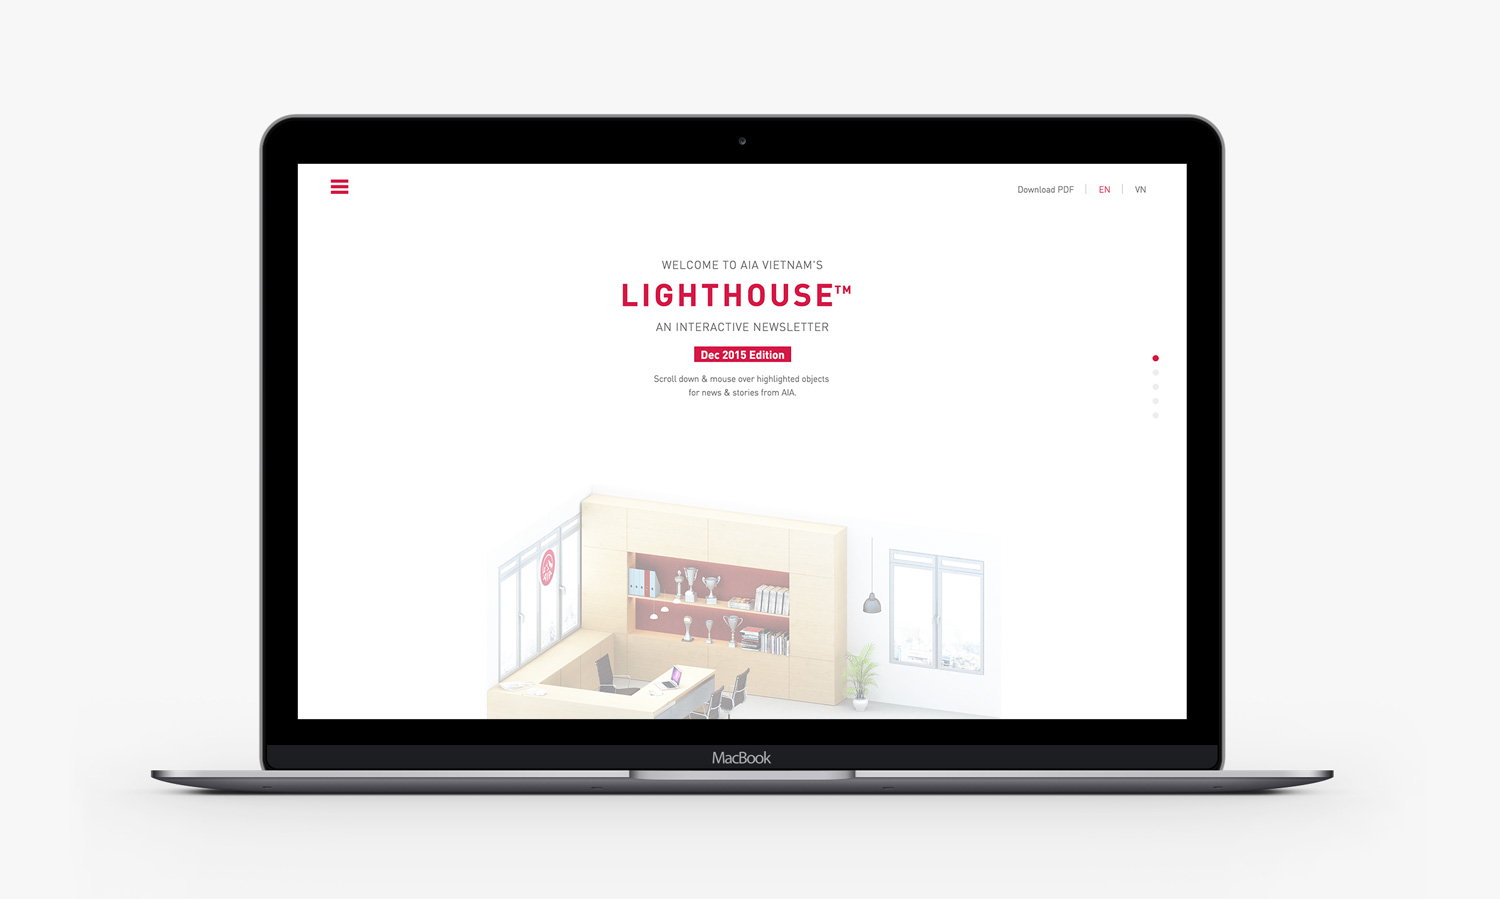 Download PDF | EN | VN
WELCOME TO AIA VIETNAM'S
LIGHTHOUSE™
AN INTERACTIVE NEWSLETTER
Dec 2015 Edition
Scroll down & mouse over highlighted objects
for news & stories from AIA.
MacBook